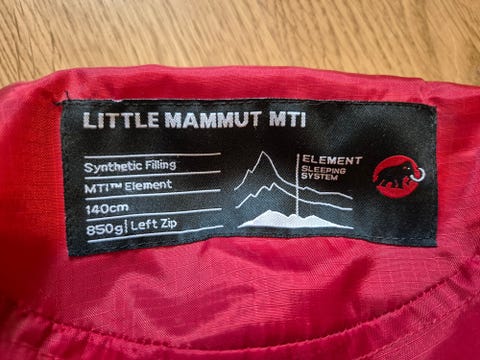 LITTLE MAMMUT MTI
Synthetic Filling
MTI™ Element
140cm
850g| Left Zip
ELEMENT
SLEEPING
SYSTEM